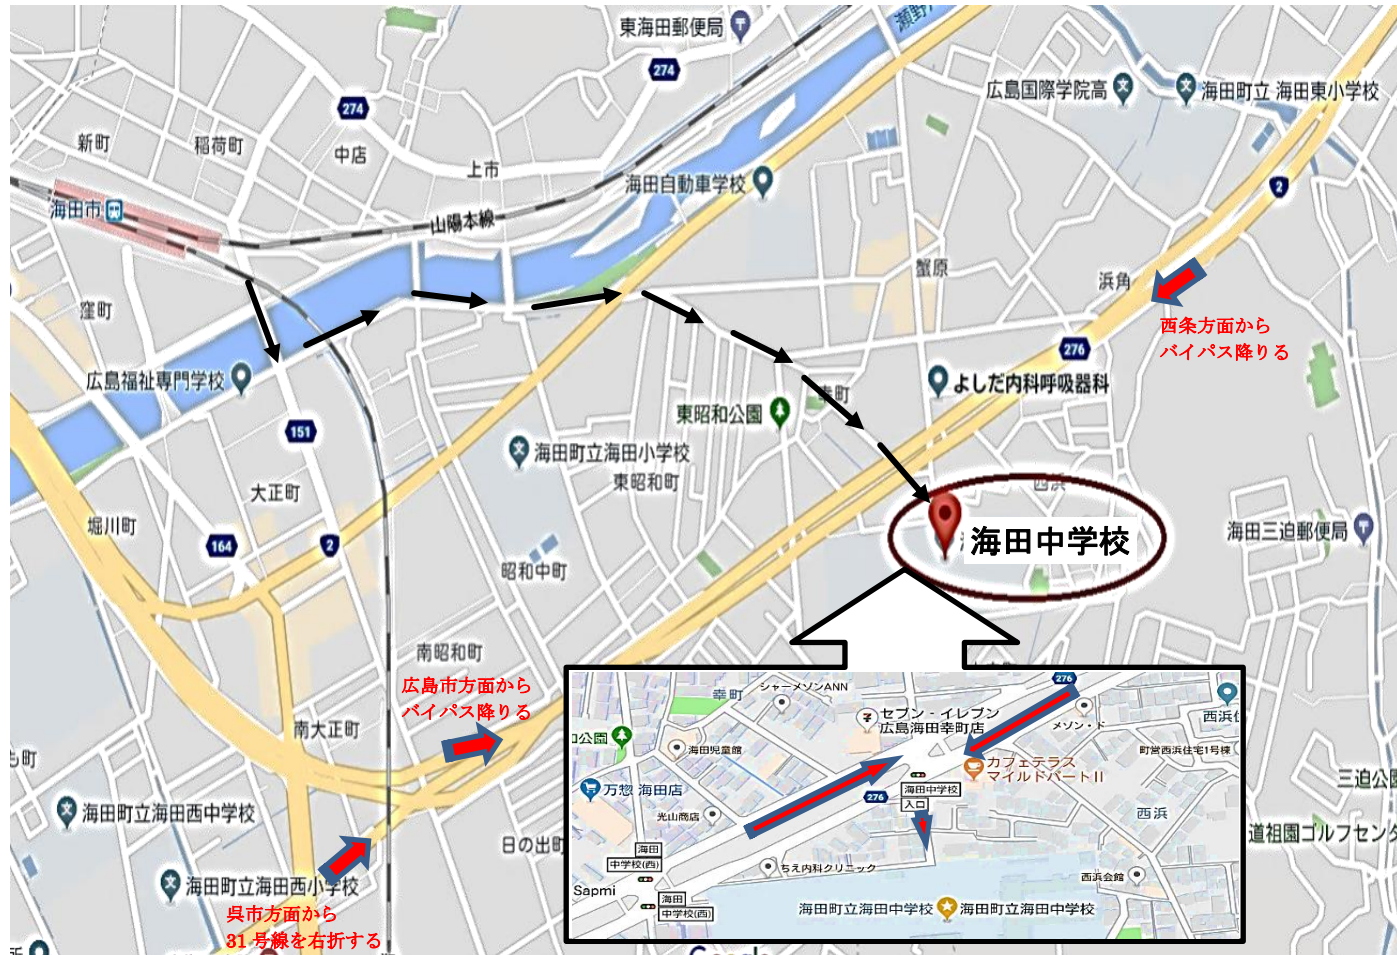 東海田郵便局
瀬野
274
広島国際学院高
海田町立 海田東小学校
274
新町
稲荷町
中店
上市
海田自動車学校
2
海田市
山陽本線
蟹原
浜角
窪町
西条方面から
バイパス降りる
276
広島福祉専門学校
幸町
よしだ内科呼吸器科
東昭和公園
151
海田町立海田小学校
東昭和町
西浜
大正町
堀川町
164
2
海田中学校
海田三迫郵便局
昭和中町
南昭和町
広島市方面から
バイパス降りる
南大正町
も町
海田町立海田西中学校
日の出町
海田町立海田西小学校
呉市方面から
31号線を右折する
所
三迫公園
道祖園ゴルフセンタ
276
幸町
シャーメゾンANN
セブン‐イレブン
広島海田幸町店
メゾン・ド
西浜住
コ公園
海田児童館
町営西浜住宅1号棟
カフェテラス
マイルドハートⅡ
万惣 海田店
276
海田中学校
入口
光山商店
西浜
海田
中学校(西)
ちえ内科クリニック
西浜会館
Sapmi
海田
中学校(西)
海田町立海田中学校
海田町立海田中学校
Google